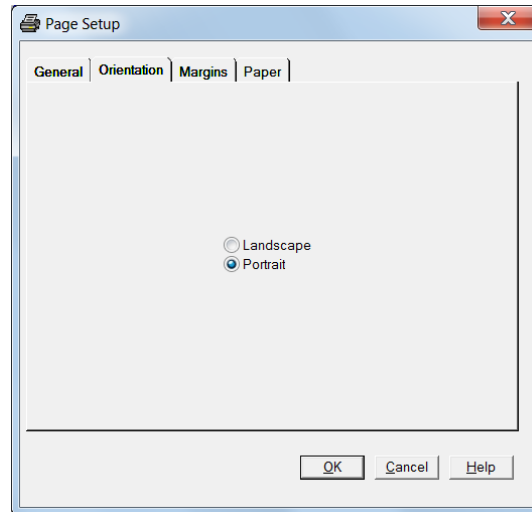 Page Setup
General Orientation Margins Paper
Landscape
Portrait
OK Cancel Help